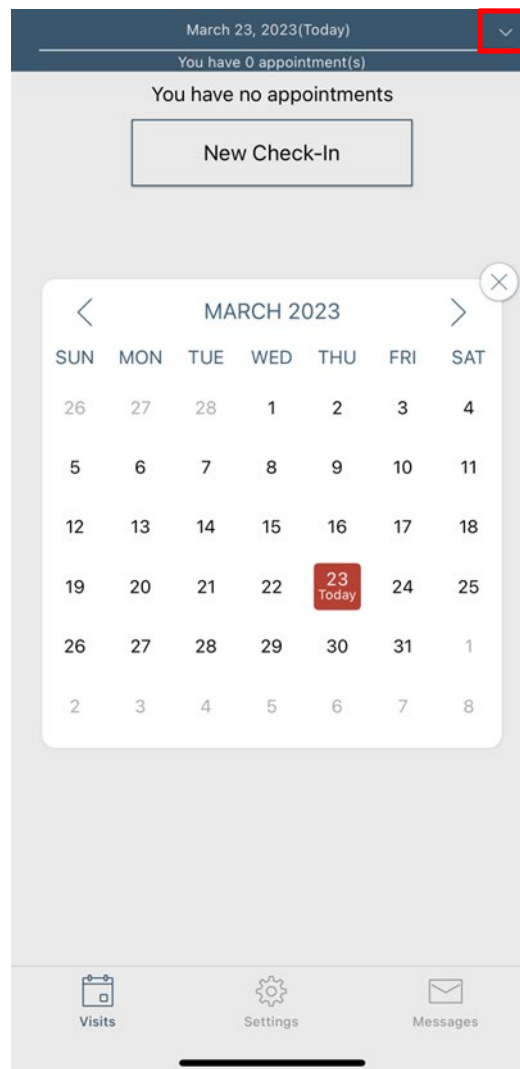 March 23, 2023(Today)
You have 0 appointment(s)
You have no appointments
New Check-In
MARCH 2023
SUN MON TUE WED THU FRI SAT
26 27 28 1 2 3 4
5 6 7 8 9 10 11
12 13 14 15 16 17 18
19 20 21 22 23 24 25
Today
26 27 28 29 30 31 1
2 3 4 5 6 7 8
Visits Settings Messages